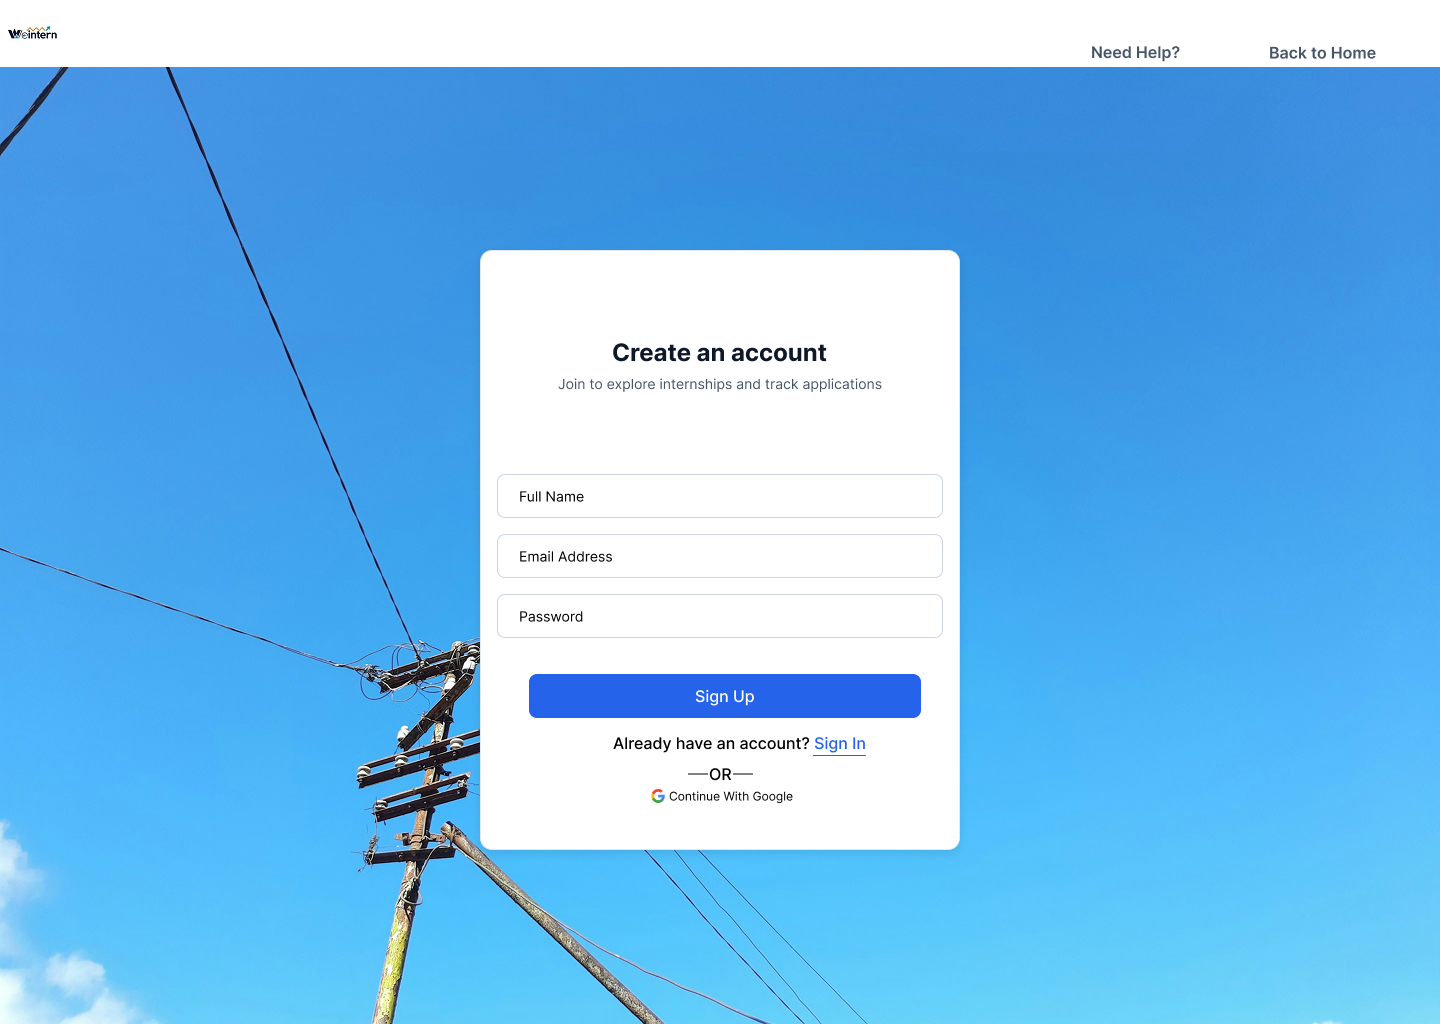 Weintern
Need Help?
Back to Home
Create an account
Join to explore internships and track applications
Full Name
Email Address
Password
Sign Up
Already have an account? Sign In
OR
Continue With Google